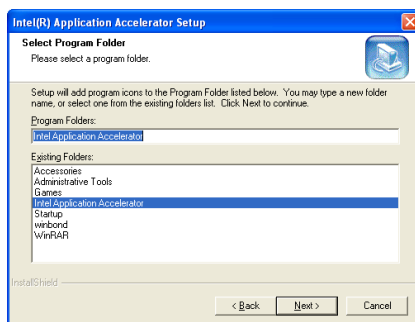 Intel(R) Application Accelerator Setup
Select Program Folder
Please select a program folder.
Setup will add program icons to the Program Folder listed below. You may type a new folder
name, or select one from the existing folders list. Click Next to continue.
Program Folders:
Intel Application Accelerator
Existing Folders:
Accessories
Administrative Tools
Games
Intel Application Accelerator
Startup
winbond
WinRAR
InstallShield
< Back Next > Cancel